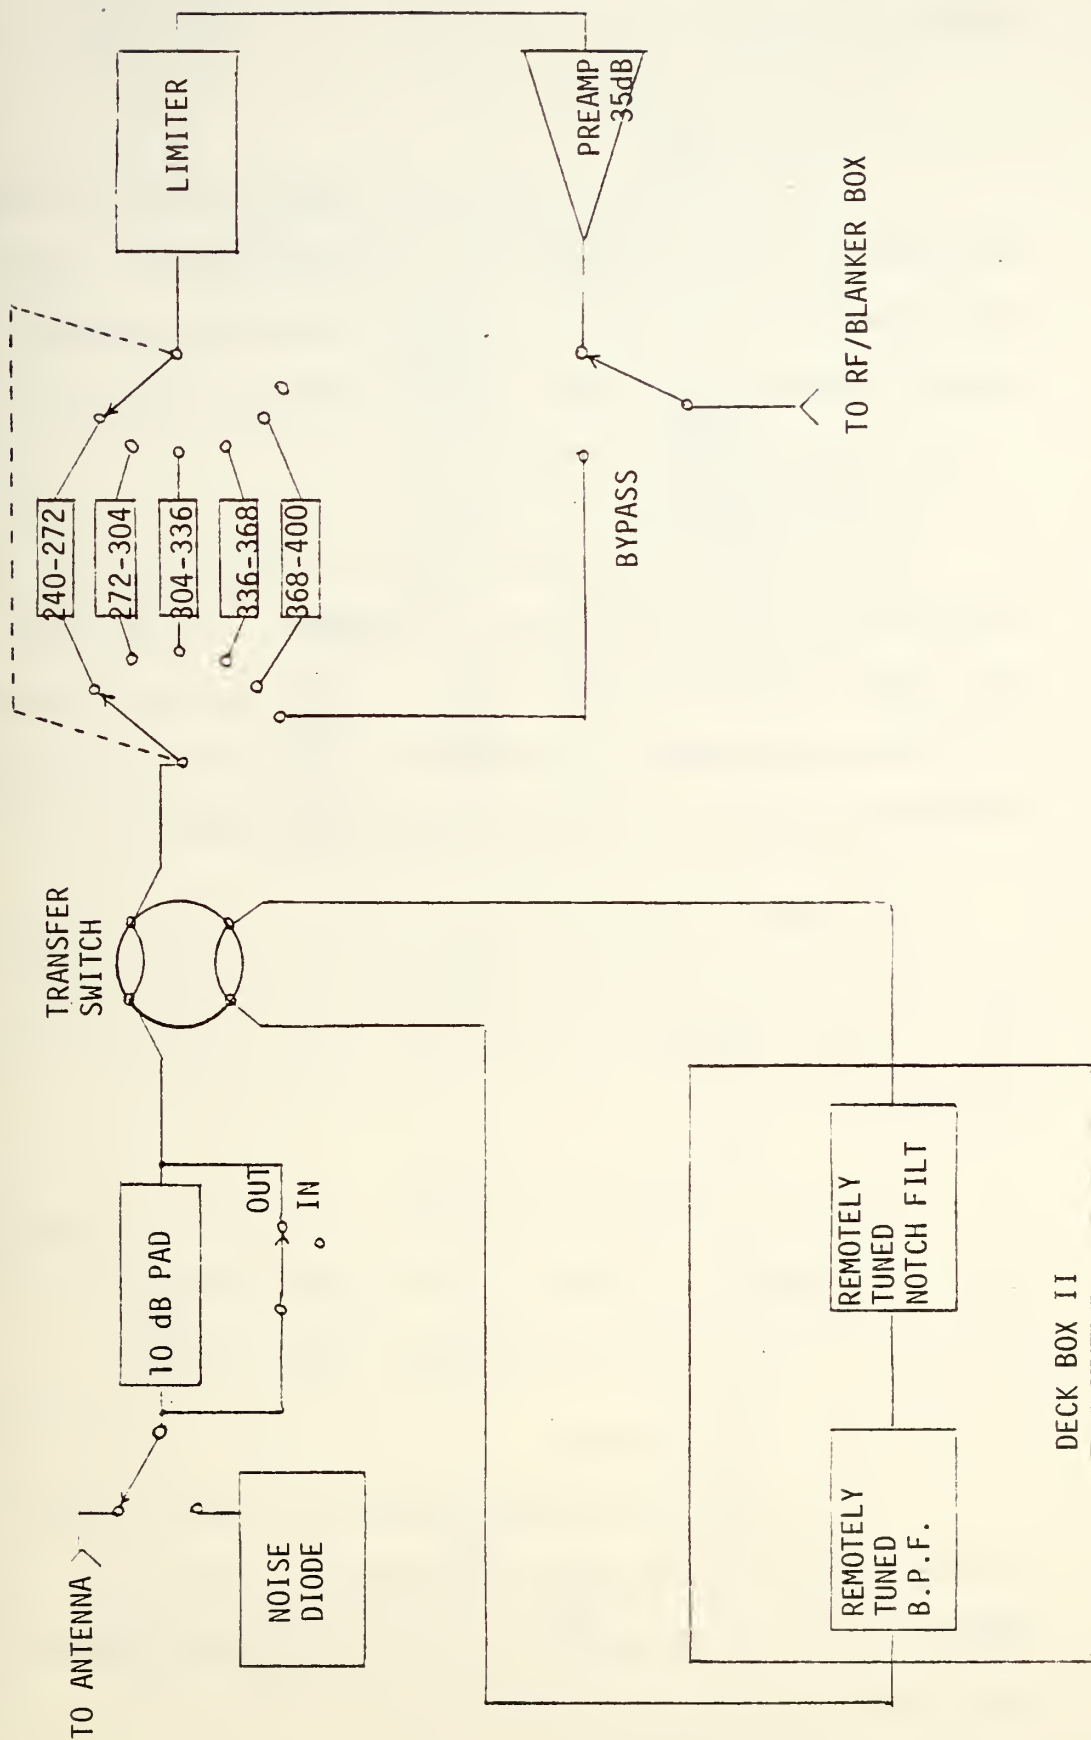 TO ANTENNA
NOISE
DIODE
10 dB PAD
OUT
IN
TRANSFER
SWITCH
240-272
272-304
304-336
336-368
368-400
LIMITER
PREAMP
35dB
BYPASS
TO RF/BLANKER BOX
REMOTELY
TUNED
B.P.F.
REMOTELY
TUNED
NOTCH FILT
DECK BOX II